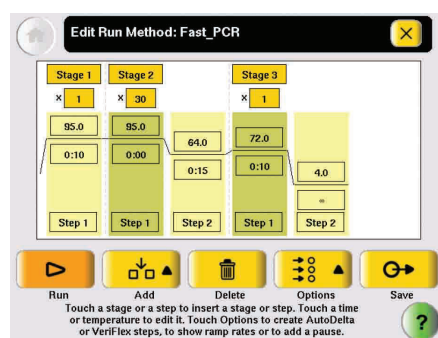 Edit Run Method: Fast_PCR
Stage 1 Stage 2 Stage 3
x 1 x 30 x 1
95.0 95.0 64.0 72.0 4.0
0:10 0:00 0:15 0:10 ∞
Step 1 Step 1 Step 2 Step 1 Step 2
Run Add Delete Options Save
Touch a stage or a step to insert a stage or step. Touch a time
or temperature to edit it. Touch Options to create AutoDelta
or VeriFlex steps, to show ramp rates or to add a pause.
?